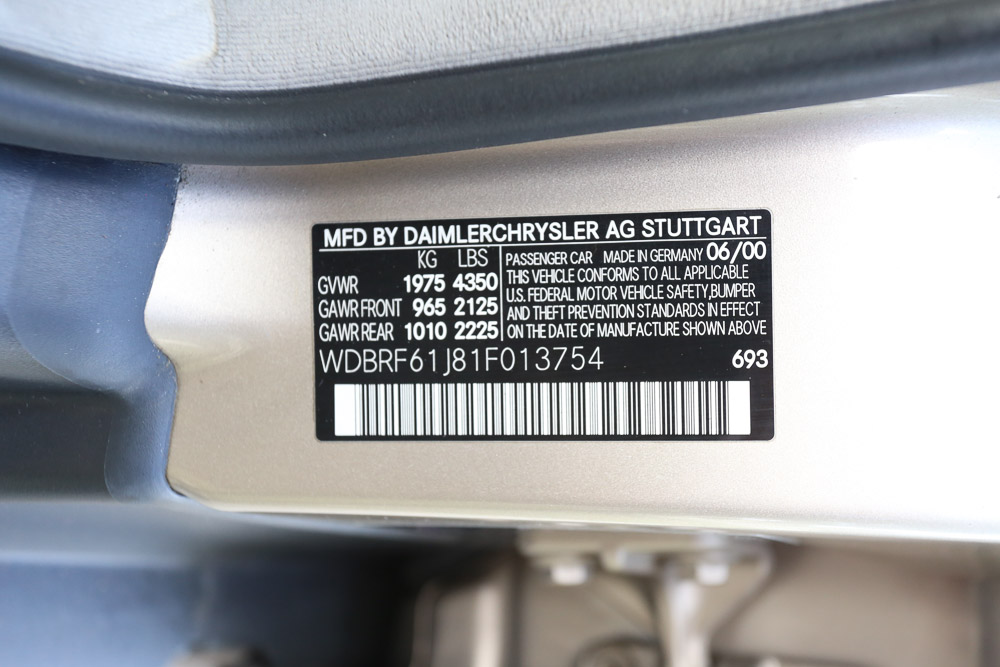 MFD BY DAIMLERCHRYSLER AG STUTTGART
KG LBS
GVWR 1975 4350
GAWR FRONT 965 2125
GAWR REAR 1010 2225
PASSENGER CAR MADE IN GERMANY 06/00
THIS VEHICLE CONFORMS TO ALL APPLICABLE
U.S. FEDERAL MOTOR VEHICLE SAFETY,BUMPER
AND THEFT PREVENTION STANDARDS IN EFFECT
ON THE DATE OF MANUFACTURE SHOWN ABOVE
WDBRF61J81F013754 693